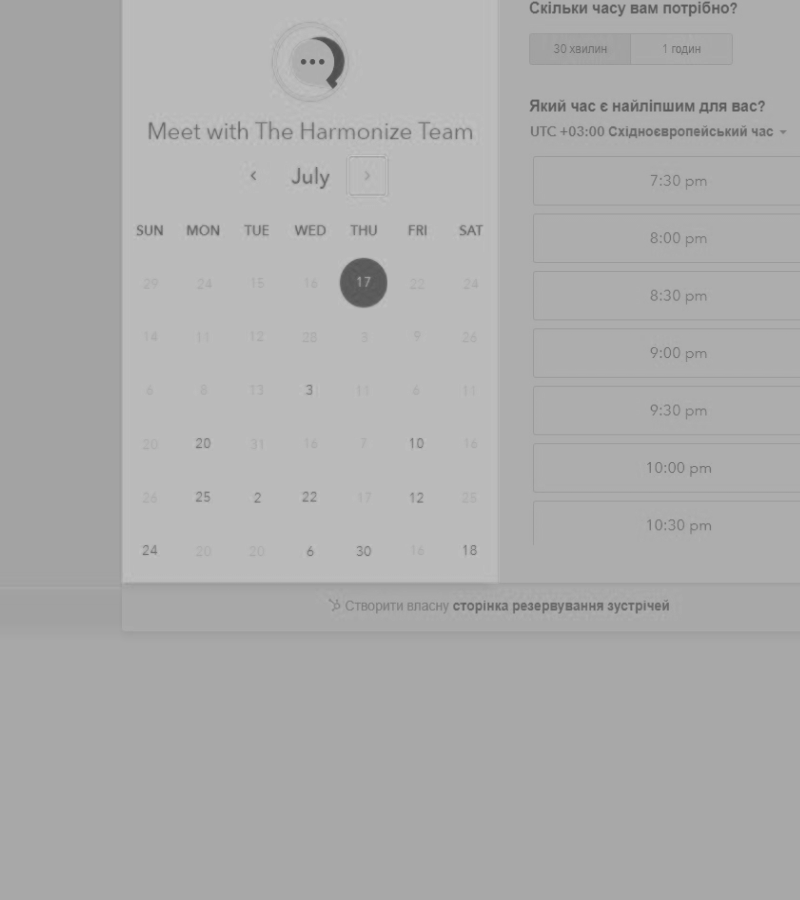 Meet with The Harmonize Team
July
SUN MON TUE WED THU FRI SAT
29 24 15 16 17 22 24
14 11 12 28 3 9 26
6 8 13 3 11 6 11
20 20 31 16 7 10 16
26 25 2 22 17 12 25
24 20 20 6 30 16 18
Скільки часу вам потрібно?
30 хвилин 1 годин
Який час є найліпшим для вас?
UTC +03:00 Східноєвропейський час
7:30 pm
8:00 pm
8:30 pm
9:00 pm
9:30 pm
10:00 pm
10:30 pm
Створити власну сторінка резервування зустрічей